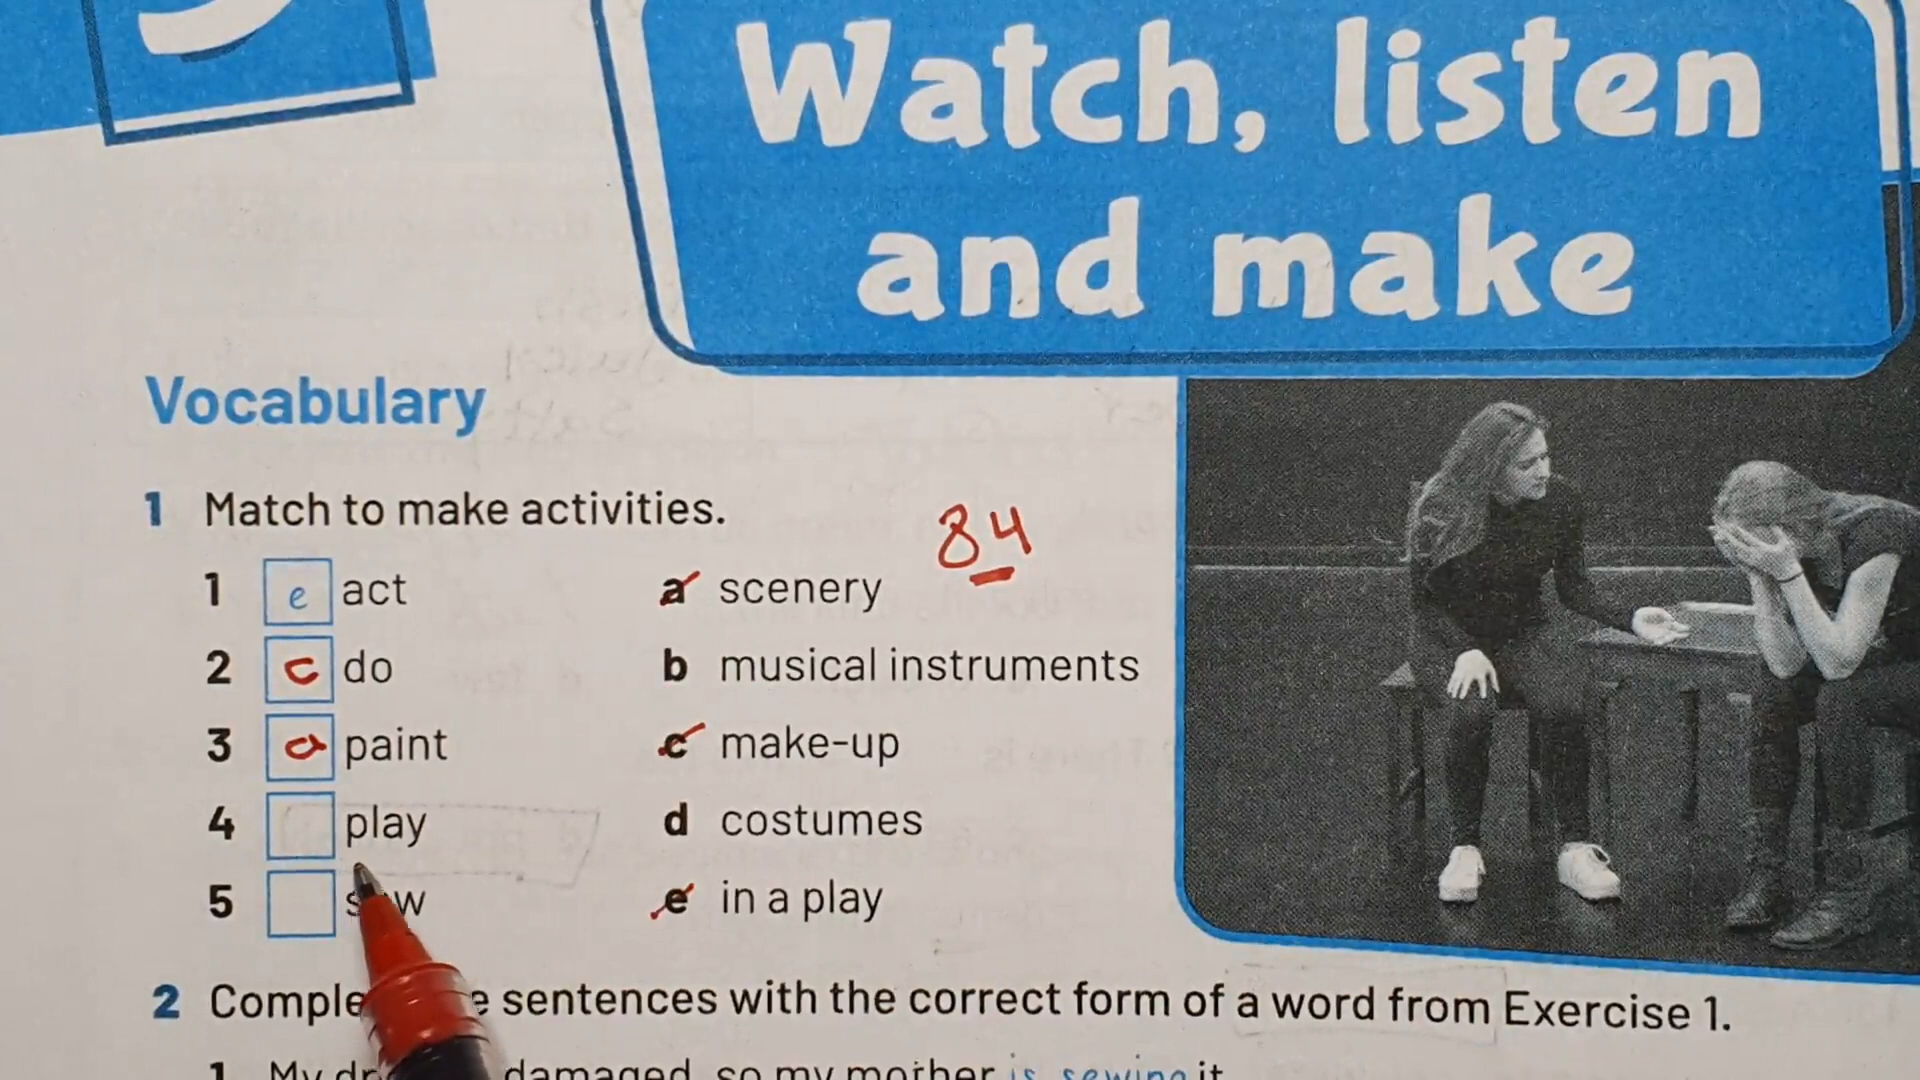 Watch, listen
and make
Vocabulary
1 Match to make activities.
84
1 e act
2 c do
3 a paint
4 play
5
a scenery
b musical instruments
c make-up
d costumes
e in a play
2 sentences with the correct form of a word from Exercise 1.
1 My damaged, so my mother is sewing it